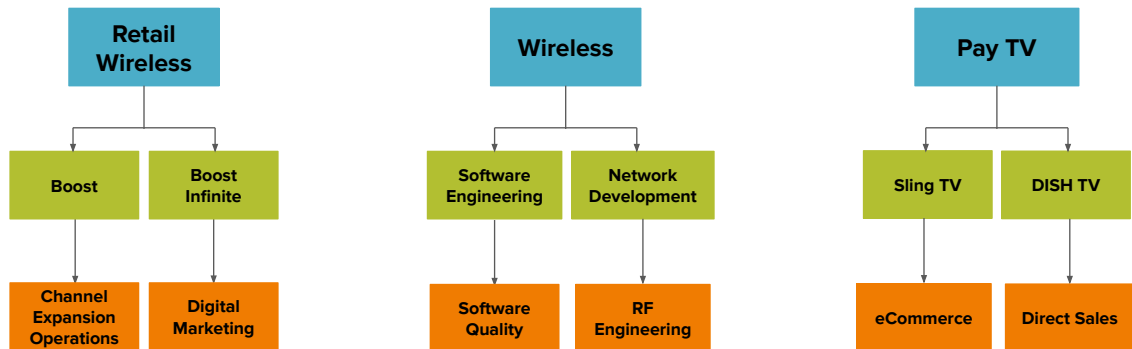 Retail
Wireless
Wireless
Pay TV
Boost
Boost
Infinite
Software
Engineering
Network
Development
Sling TV
DISH TV
Channel
Expansion
Operations
Digital
Marketing
Software
Quality
RF
Engineering
eCommerce
Direct Sales